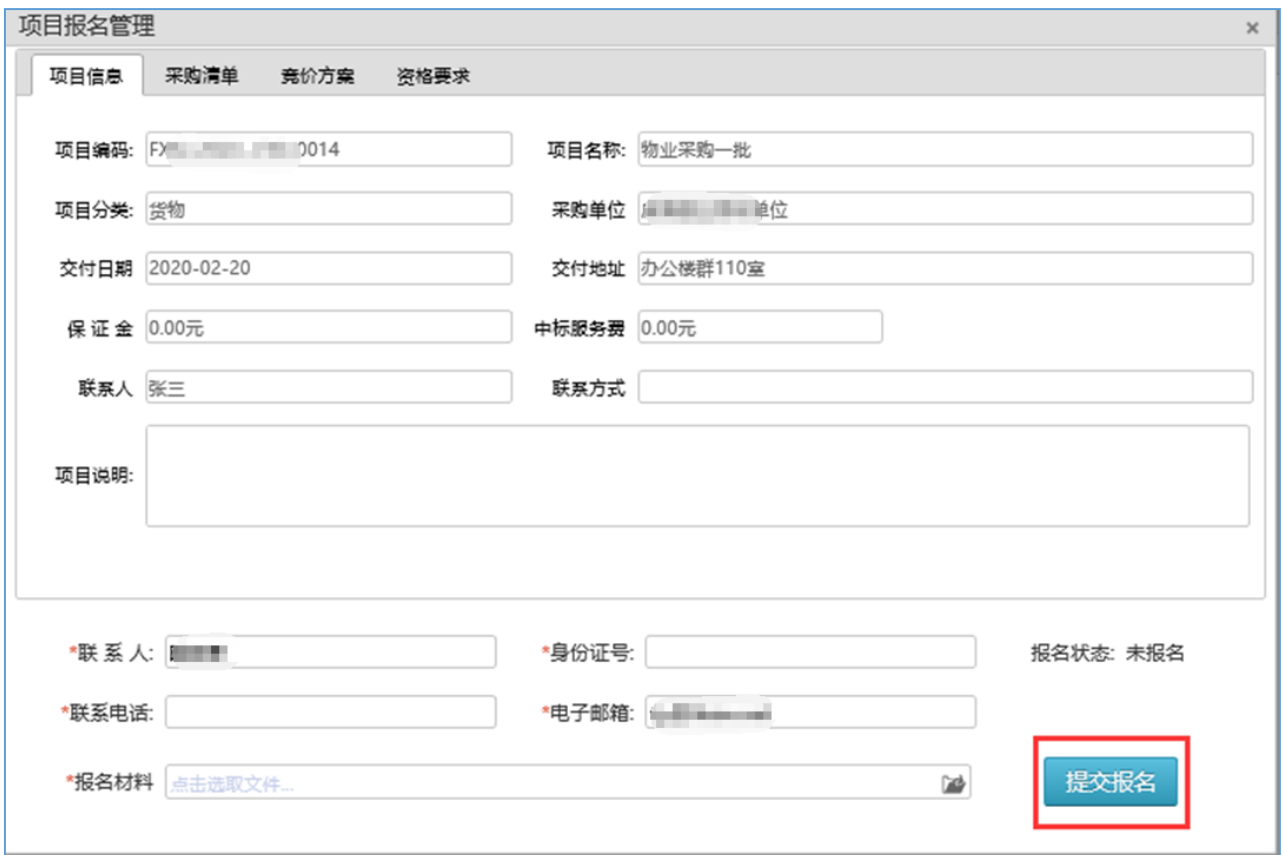 项目报名管理 ×
项目信息 采购清单 竞价方案 资格要求
项目编码: FX 0014 项目名称: 物业采购一批
项目分类: 货物 采购单位 单位
交付日期 2020-02-20 交付地址 办公楼群110室
保 证 金 0.00元 中标服务费 0.00元
联系人 张三 联系方式
项目说明:
*联 系 人: *身份证号: 报名状态: 未报名
*联系电话: *电子邮箱:
*报名材料 点击选取文件... 提交报名